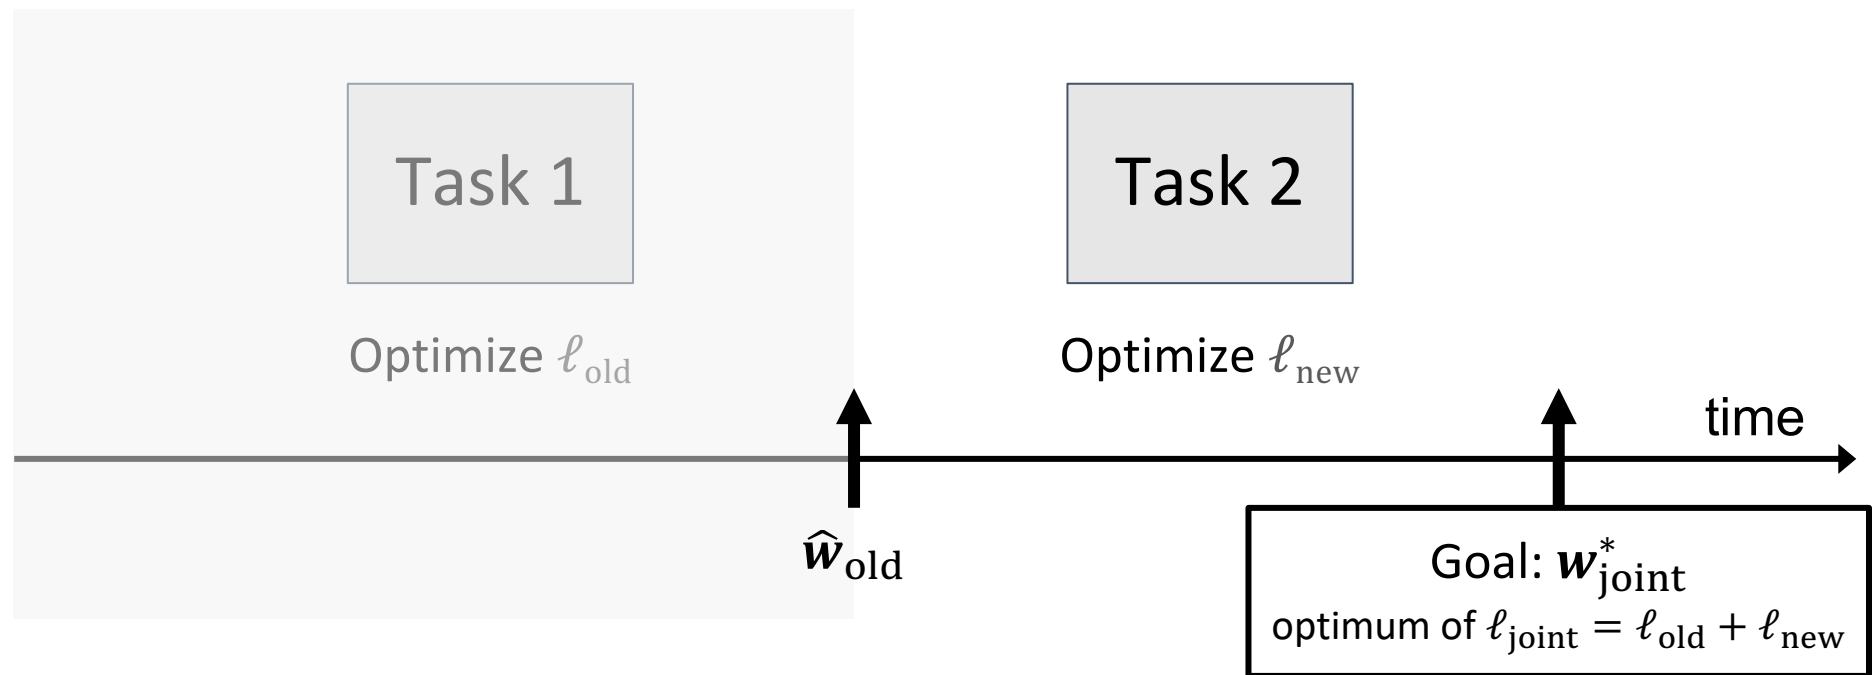 Task 1
Task 2
Optimize ℓ_old
Optimize ℓ_new
time
ŵ_old
Goal: w*_joint
optimum of ℓ_joint = ℓ_old + ℓ_new